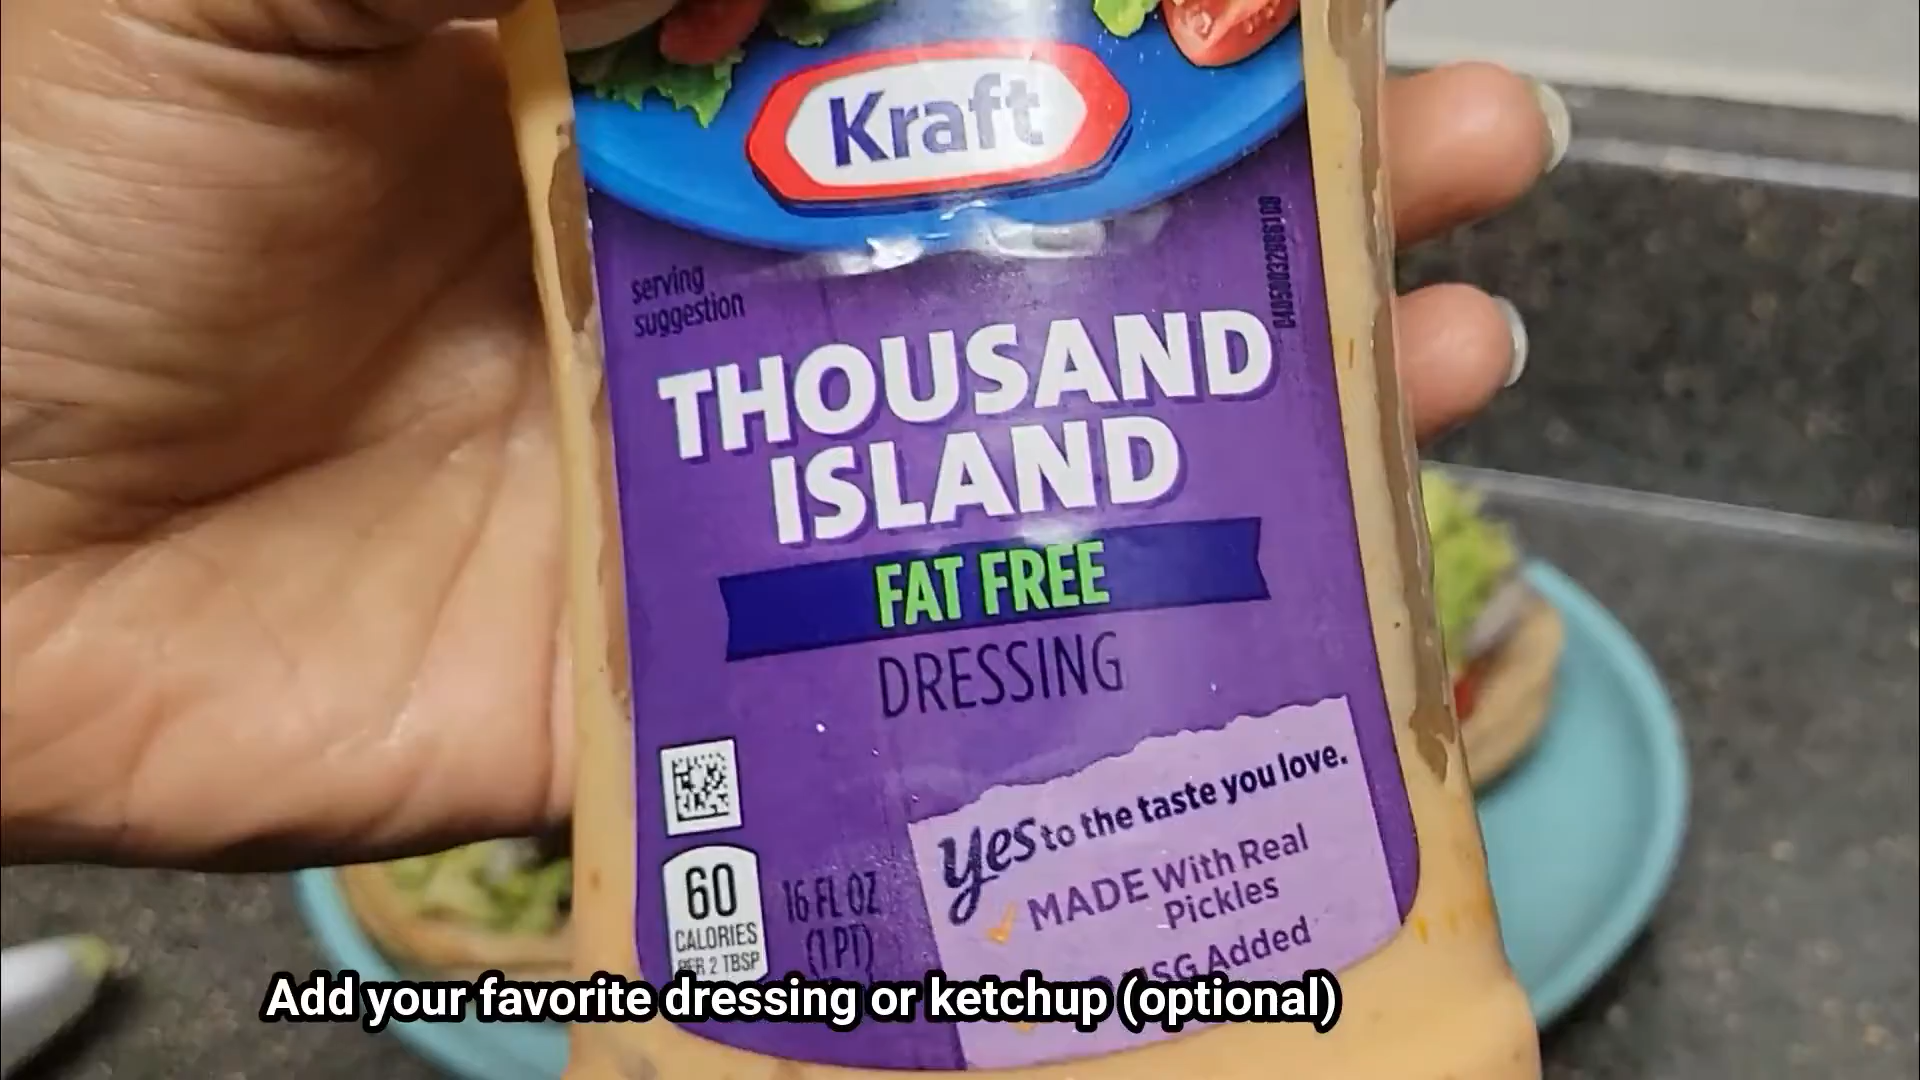 Kraft
serving
suggestion
THOUSAND
ISLAND
FAT FREE
DRESSING
yes to the taste you love.
MADE With Real
Pickles
MSG Added
60
CALORIES
PER 2 TBSP
16 FL OZ
(1 PT)
Add your favorite dressing or ketchup (optional)